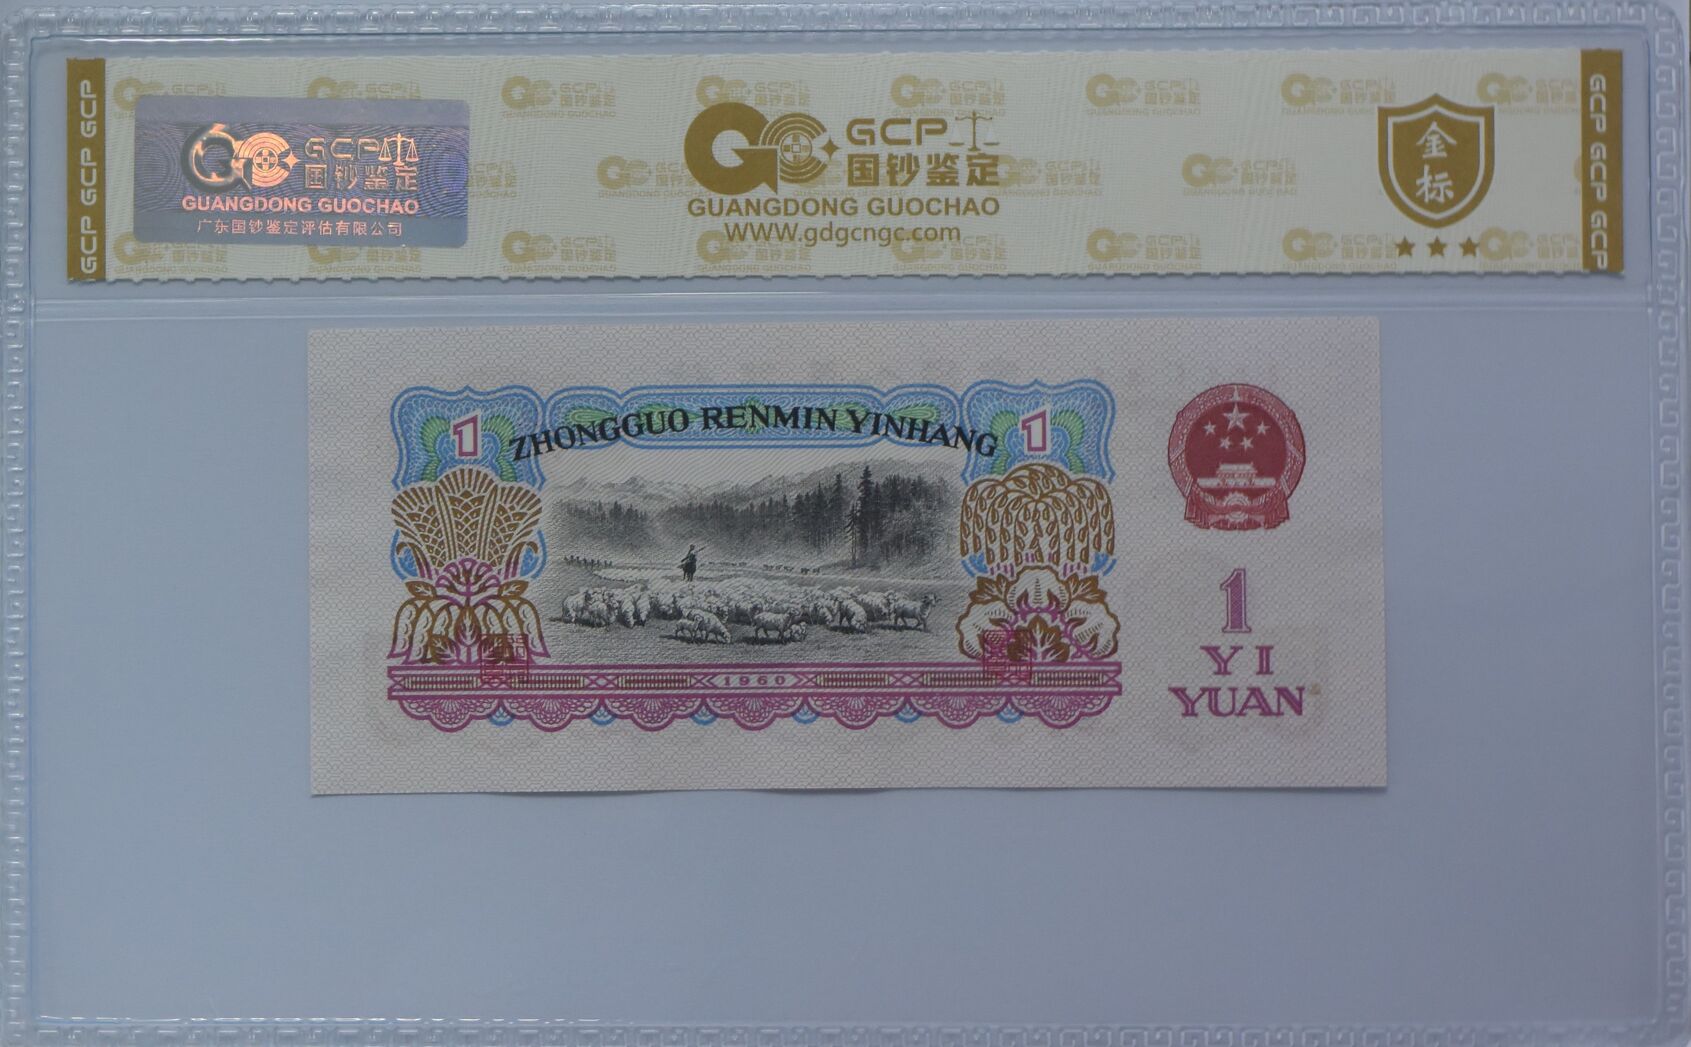 GCP GCP GCP
GCP
国钞鉴定
GUANGDONG GUOCHAO
广东国钞鉴定评估有限公司
GCP
国钞鉴定
GUANGDONG GUOCHAO
www.gdgcngc.com
金
标
GCP GCP GCP
ZHONGGUO RENMIN YINHANG
1
1
1960
1
YI
YUAN